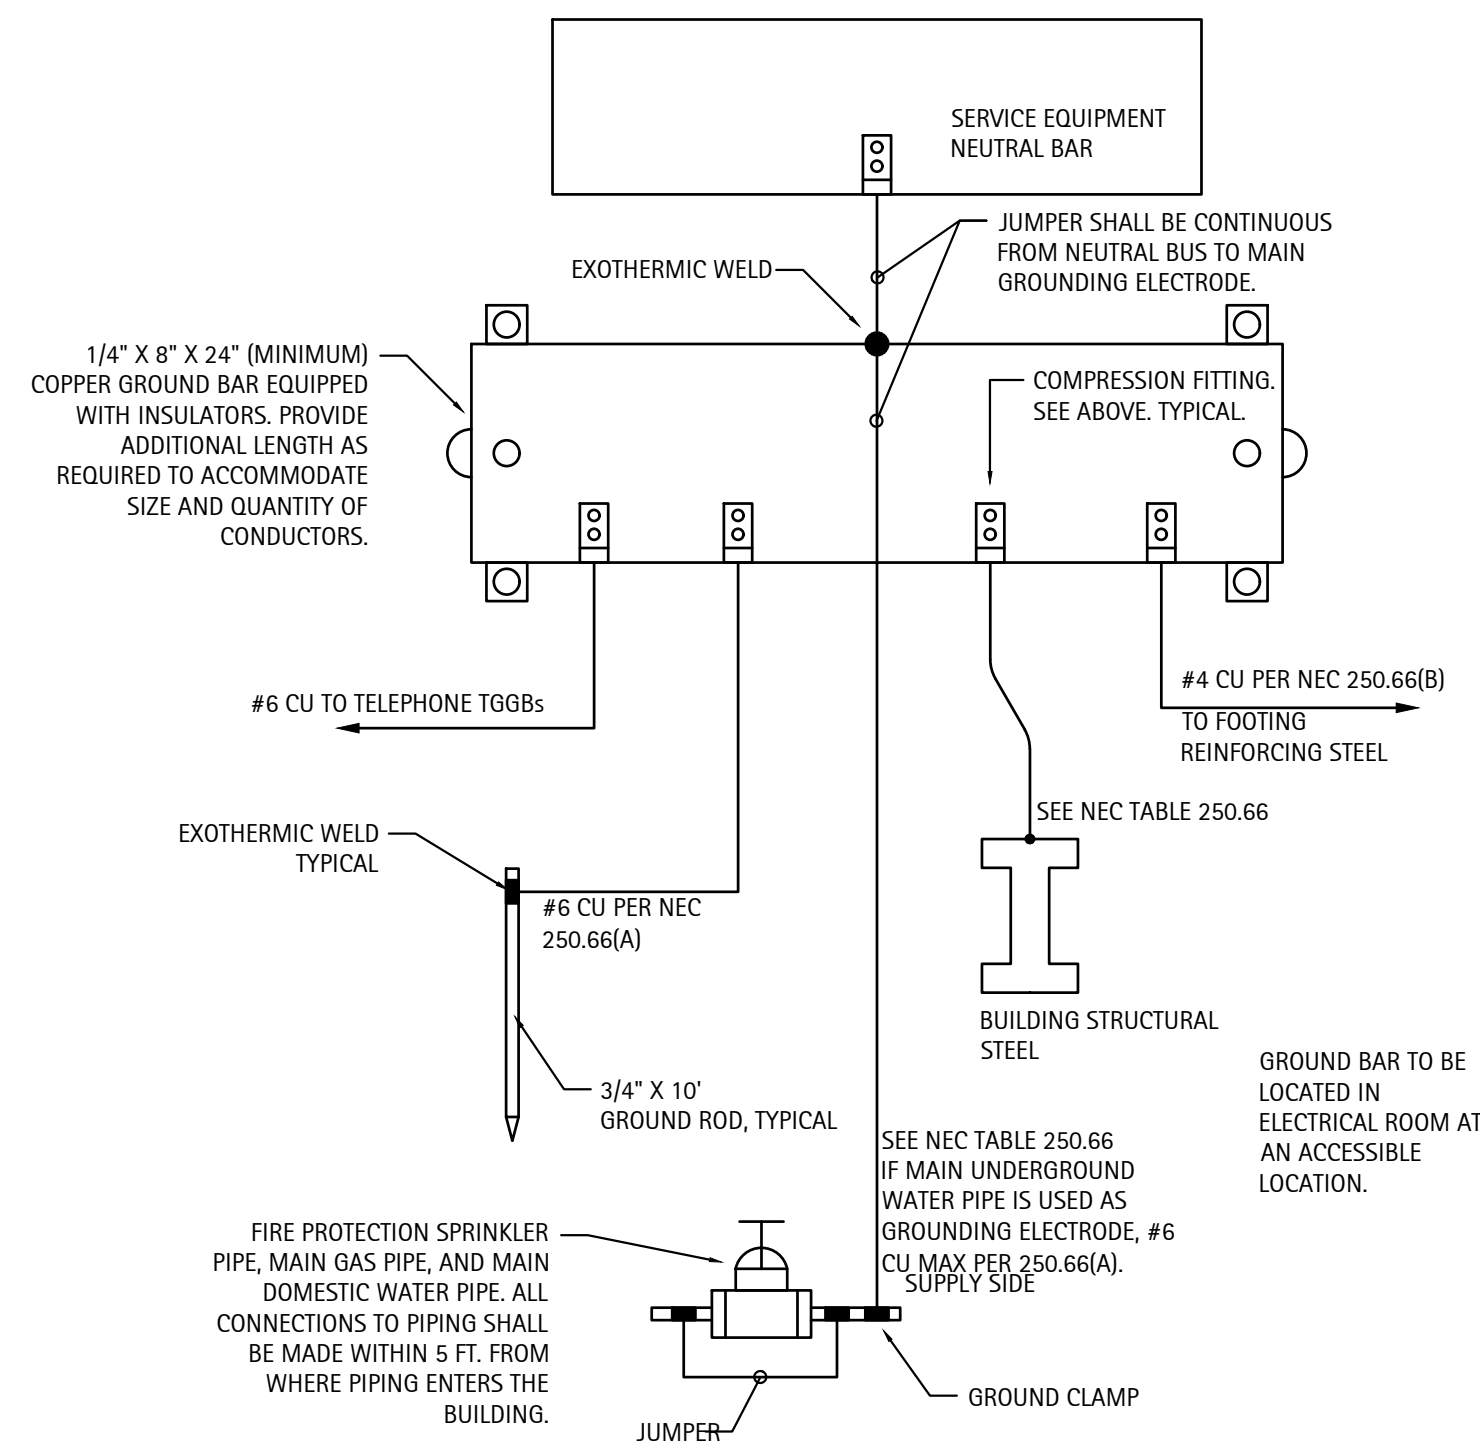 SERVICE EQUIPMENT
NEUTRAL BAR
JUMPER SHALL BE CONTINUOUS
FROM NEUTRAL BUS TO MAIN
GROUNDING ELECTRODE.
EXOTHERMIC WELD
1/4" X 8" X 24" (MINIMUM)
COPPER GROUND BAR EQUIPPED
WITH INSULATORS. PROVIDE
ADDITIONAL LENGTH AS
REQUIRED TO ACCOMMODATE
SIZE AND QUANTITY OF
CONDUCTORS.
COMPRESSION FITTING.
SEE ABOVE. TYPICAL.
#6 CU TO TELEPHONE TGGBs
#4 CU PER NEC 250.66(B)
TO FOOTING
REINFORCING STEEL
SEE NEC TABLE 250.66
EXOTHERMIC WELD
TYPICAL
#6 CU PER NEC
250.66(A)
BUILDING STRUCTURAL
STEEL
3/4" X 10'
GROUND ROD, TYPICAL
GROUND BAR TO BE
LOCATED IN
ELECTRICAL ROOM AT
AN ACCESSIBLE
LOCATION.
SEE NEC TABLE 250.66
IF MAIN UNDERGROUND
WATER PIPE IS USED AS
GROUNDING ELECTRODE, #6
CU MAX PER 250.66(A).
SUPPLY SIDE
FIRE PROTECTION SPRINKLER
PIPE, MAIN GAS PIPE, AND MAIN
DOMESTIC WATER PIPE. ALL
CONNECTIONS TO PIPING SHALL
BE MADE WITHIN 5 FT. FROM
WHERE PIPING ENTERS THE
BUILDING.
GROUND CLAMP
JUMPER